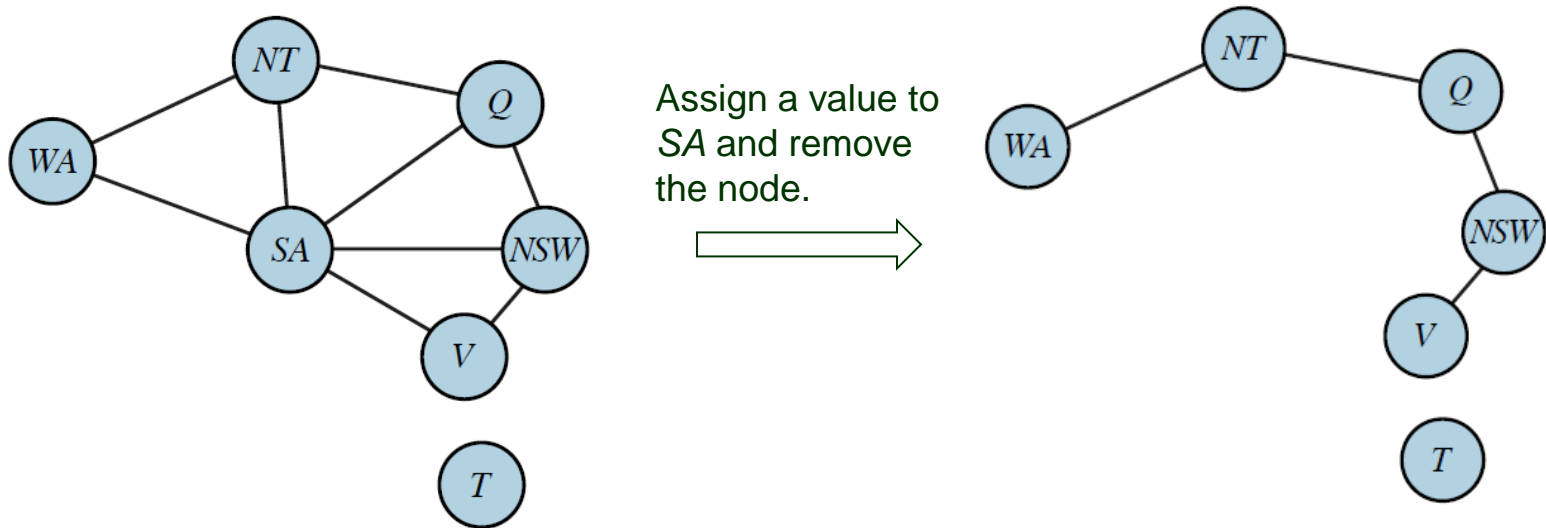 NT
Q
WA
SA
NSW
V
T
Assign a value to
SA and remove
the node.
NT
Q
WA
NSW
V
T